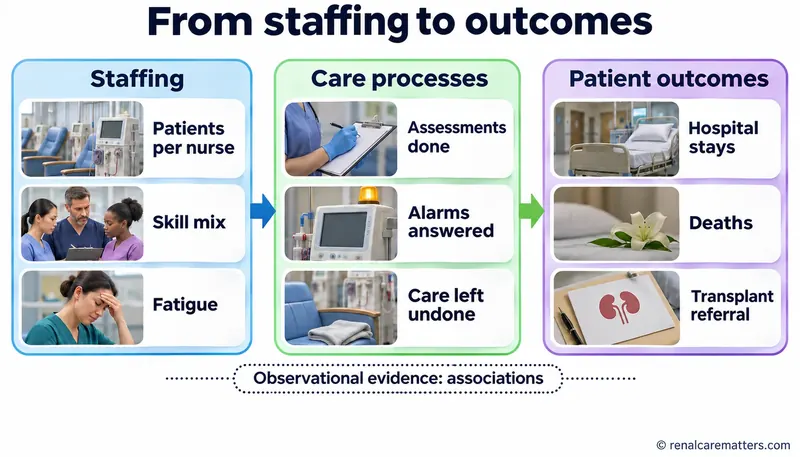 From staffing to outcomes
Staffing
Patients
per nurse
Skill mix
Fatigue
Care processes
Assessments
done
Alarms
answered
Care left
undone
Patient outcomes
Hospital
stays
Deaths
Transplant
referral
Observational evidence: associations
© renalcarematters.com